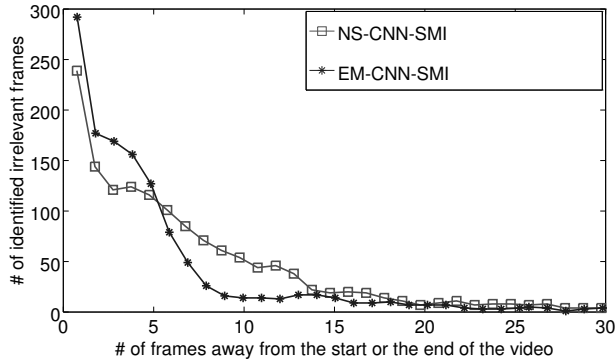 300
250
200
150
100
50
0
0 5 10 15 20 25 30
# of identified irrelevant frames
# of frames away from the start or the end of the video
NS-CNN-SMI
EM-CNN-SMI